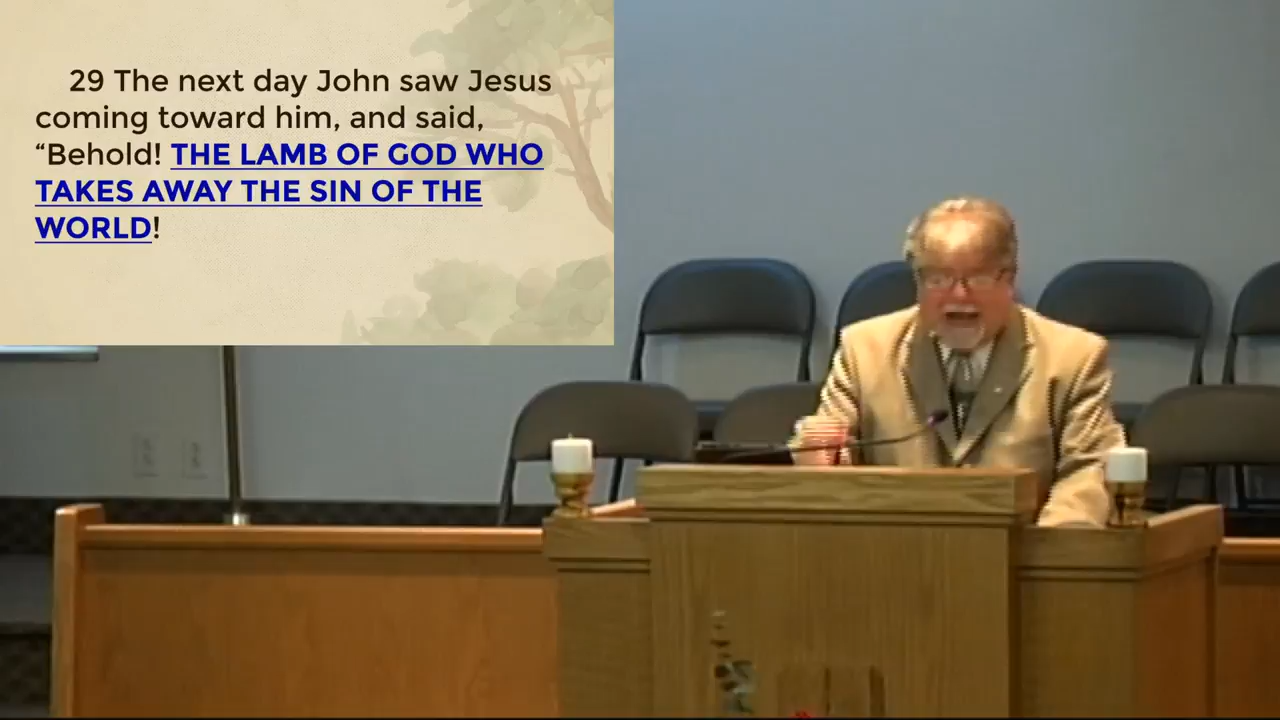 29 The next day John saw Jesus
coming toward him, and said,
“Behold! THE LAMB OF GOD WHO
TAKES AWAY THE SIN OF THE
WORLD!